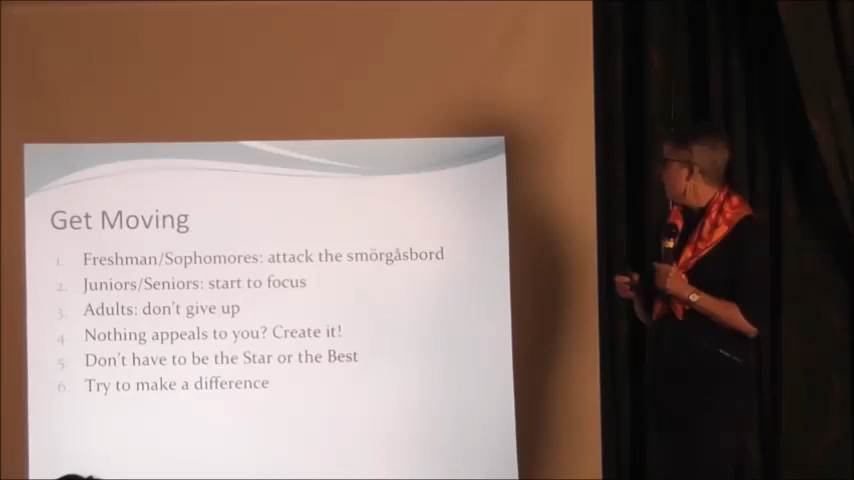 Get Moving
1. Freshman/Sophomores: attack the smörgåsbord
2. Juniors/Seniors: start to focus
3. Adults: don't give up
4. Nothing appeals to you? Create it!
5. Don't have to be the Star or the Best
6. Try to make a difference